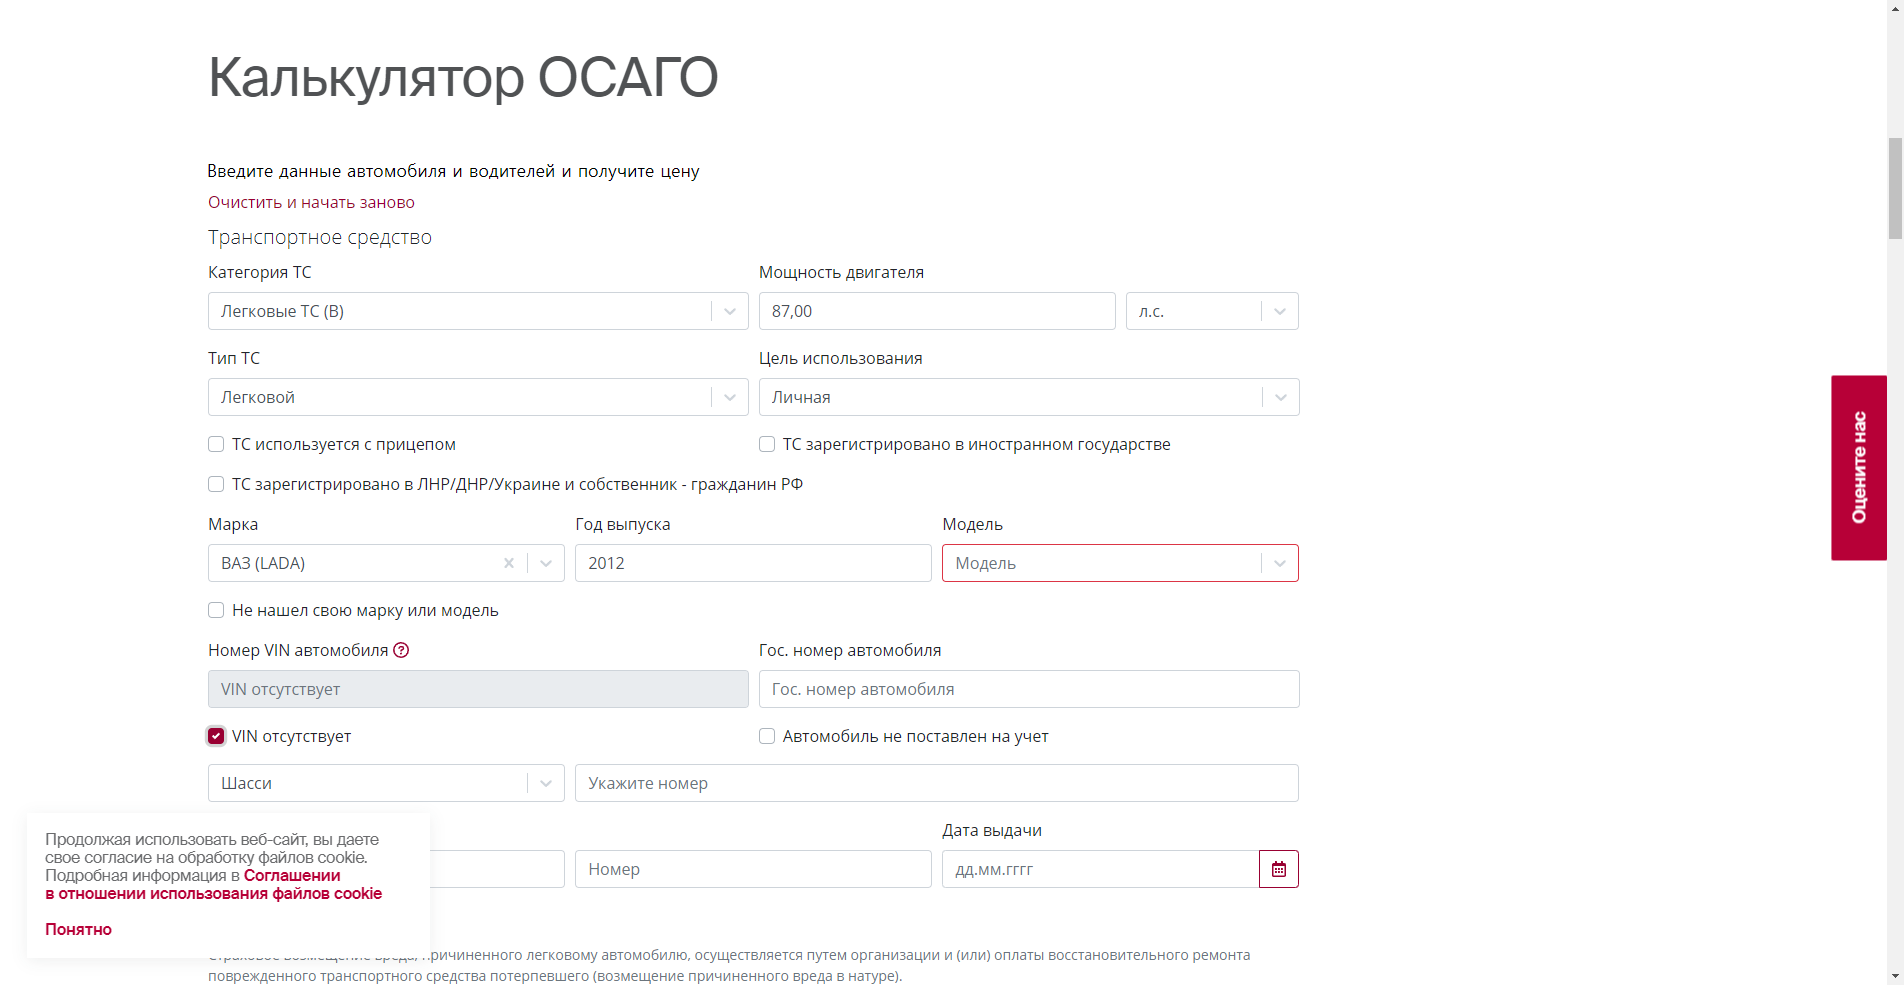 Калькулятор ОСАГО
Введите данные автомобиля и водителей и получите цену
Очистить и начать заново
Транспортное средство
Категория ТС
Мощность двигателя
Легковые ТС (B)
87,00
л.с.
Тип ТС
Цель использования
Легковой
Личная
ТС используется с прицепом
ТС зарегистрировано в иностранном государстве
ТС зарегистрировано в ЛНР/ДНР/Украине и собственник - гражданин РФ
Марка
Год выпуска
Модель
ВАЗ (LADA)
2012
Модель
Не нашел свою марку или модель
Номер VIN автомобиля
Гос. номер автомобиля
VIN отсутствует
Гос. номер автомобиля
VIN отсутствует
Автомобиль не поставлен на учет
Шасси
Укажите номер
Дата выдачи
Номер
дд.мм.гггг
Продолжая использовать веб-сайт, вы даете
свое согласие на обработку файлов cookie.
Подробная информация в Соглашении
в отношении использования файлов cookie
Понятно
Страховое возмещение вреда, причиненного легковому автомобилю, осуществляется путем организации и (или) оплаты восстановительного ремонта
поврежденного транспортного средства потерпевшего (возмещение причиненного вреда в натуре).
Оцените нас